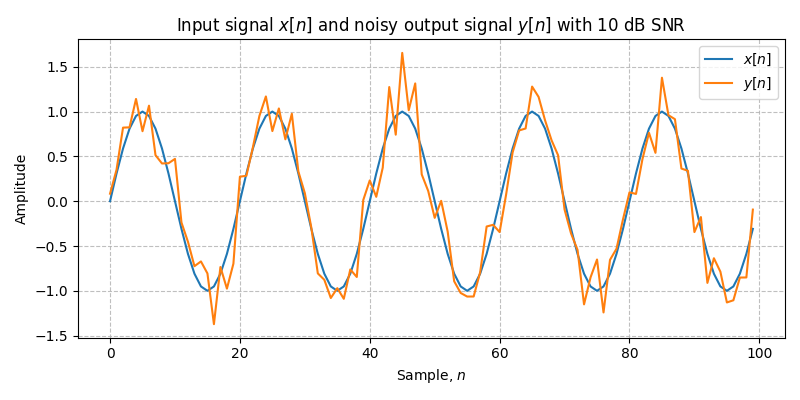 Input signal x[n] and noisy output signal y[n] with 10 dB SNR
x[n]
y[n]
1.5
1.0
0.5
0.0
−0.5
−1.0
−1.5
Amplitude
0 20 40 60 80 100
Sample, n